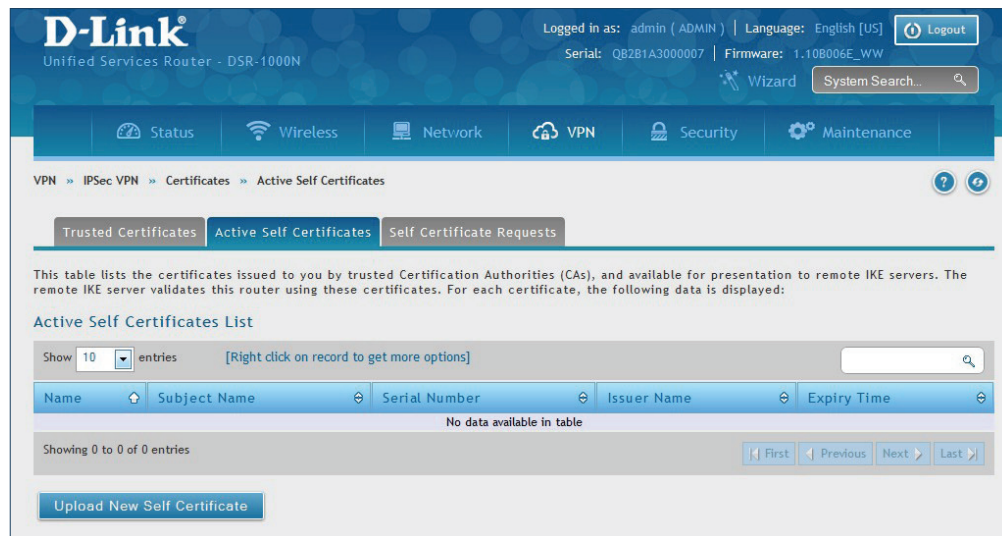 D-Link
Unified Services Router - DSR-1000N
Logged in as: admin ( ADMIN ) | Language: English [US]
Logout
Serial: QB2B1A3000007 | Firmware: 1.10B006E_WW
Wizard
System Search...
Status
Wireless
Network
VPN
Security
Maintenance
VPN » IPSec VPN » Certificates » Active Self Certificates
?
Trusted Certificates
Active Self Certificates
Self Certificate Requests
This table lists the certificates issued to you by trusted Certification Authorities (CAs), and available for presentation to remote IKE servers. The
remote IKE server validates this router using these certificates. For each certificate, the following data is displayed:
Active Self Certificates List
Show 10 entries
[Right click on record to get more options]
Name
Subject Name
Serial Number
Issuer Name
Expiry Time
No data available in table
Showing 0 to 0 of 0 entries
First
Previous
Next
Last
Upload New Self Certificate